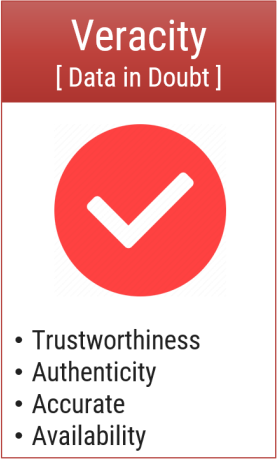 Veracity
[ Data in Doubt ]
• Trustworthiness
• Authenticity
• Accurate
• Availability